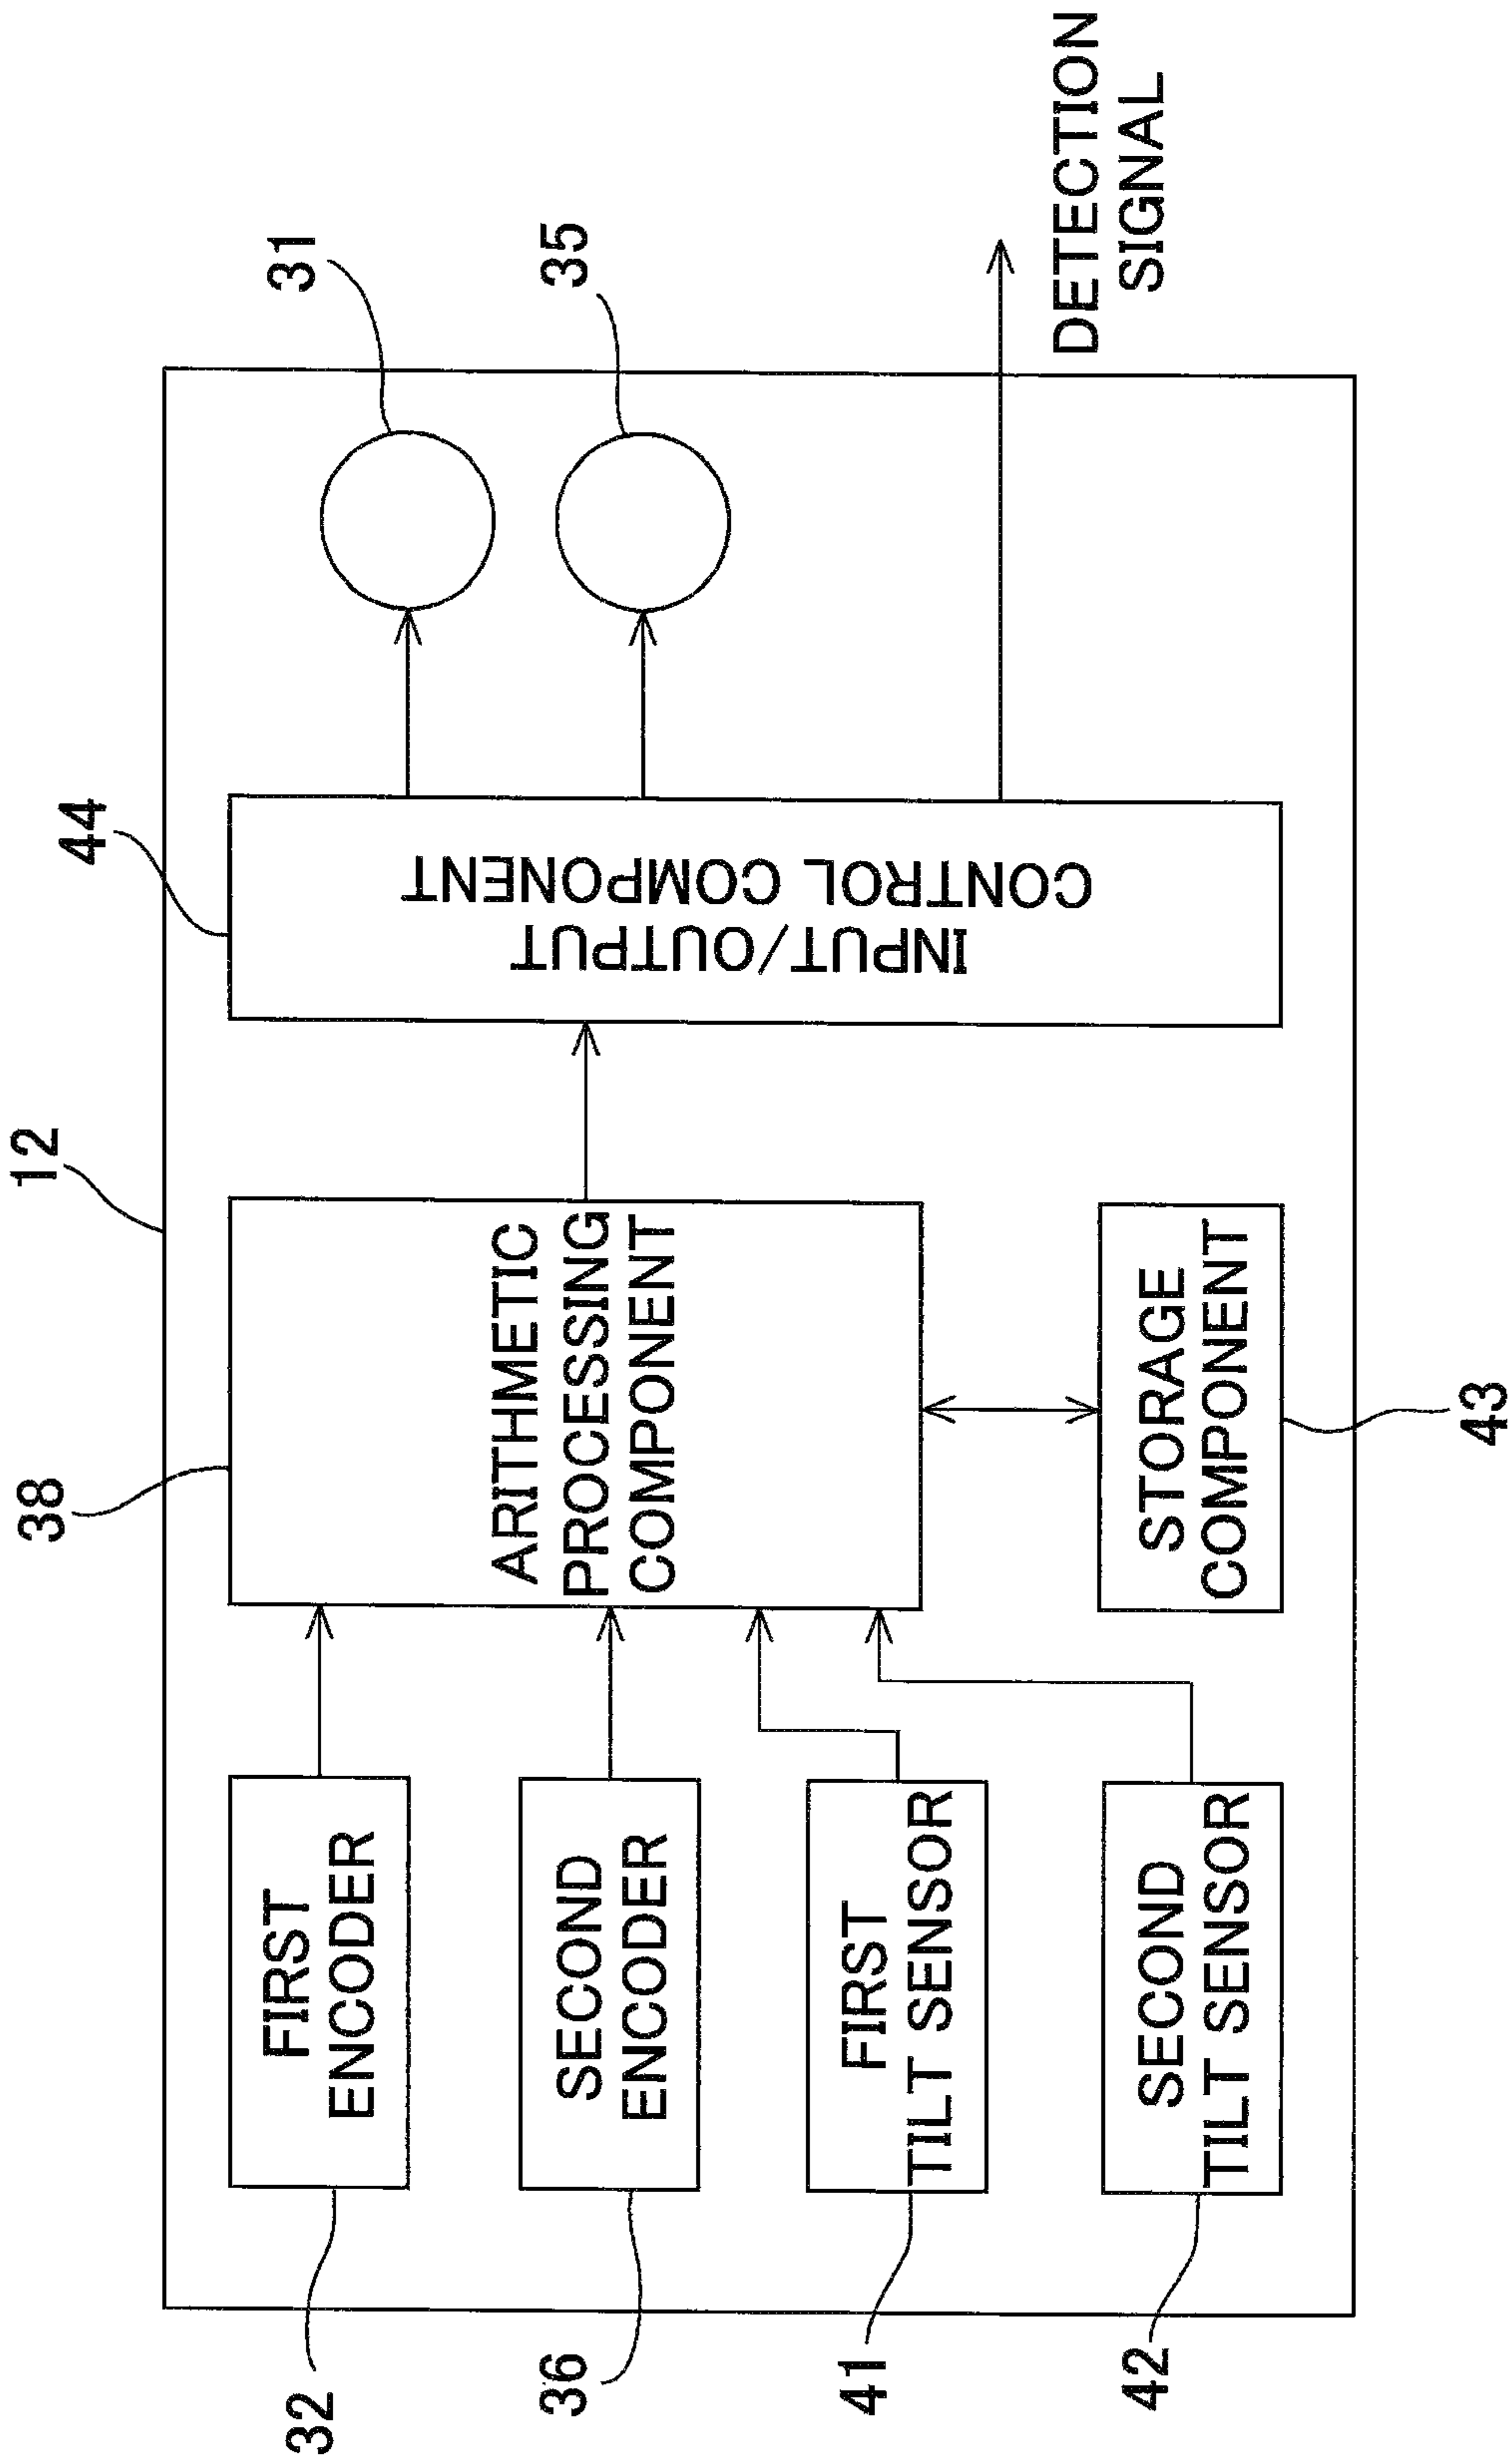 12
38
44
31
35
32
FIRST
ENCODER
36
SECOND
ENCODER
41
FIRST
TILT SENSOR
42
SECOND
TILT SENSOR
ARITHMETIC
PROCESSING
COMPONENT
STORAGE
COMPONENT
43
INPUT/OUTPUT
CONTROL COMPONENT
DETECTION
SIGNAL